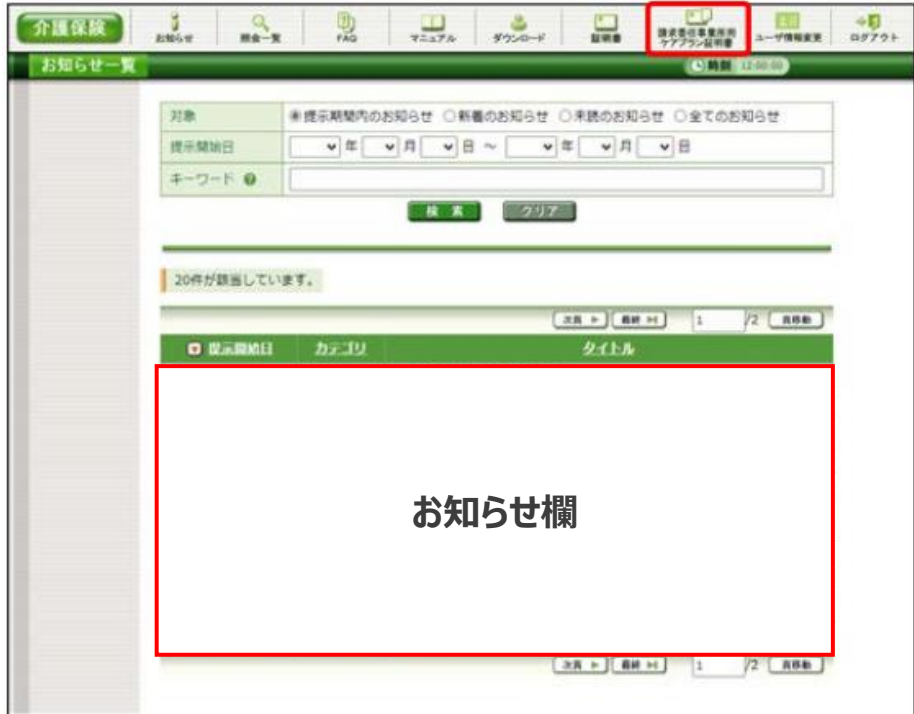 介護保険
お知らせ
照会一覧
FAQ
マニュアル
ダウンロード
証明書
請求委任事業所用
ケアプラン証明書
ユーザ情報変更
ログアウト
お知らせ一覧
時刻 12:00:00
対象 提示期間内のお知らせ 新着のお知らせ 未読のお知らせ 全てのお知らせ
提示開始日 年 月 日 ～ 年 月 日
キーワード
検索 クリア
20件が該当しています。
次頁 最終 1 /2 頁移動
提示開始日 カテゴリ タイトル
お知らせ欄
次頁 最終 1 /2 頁移動